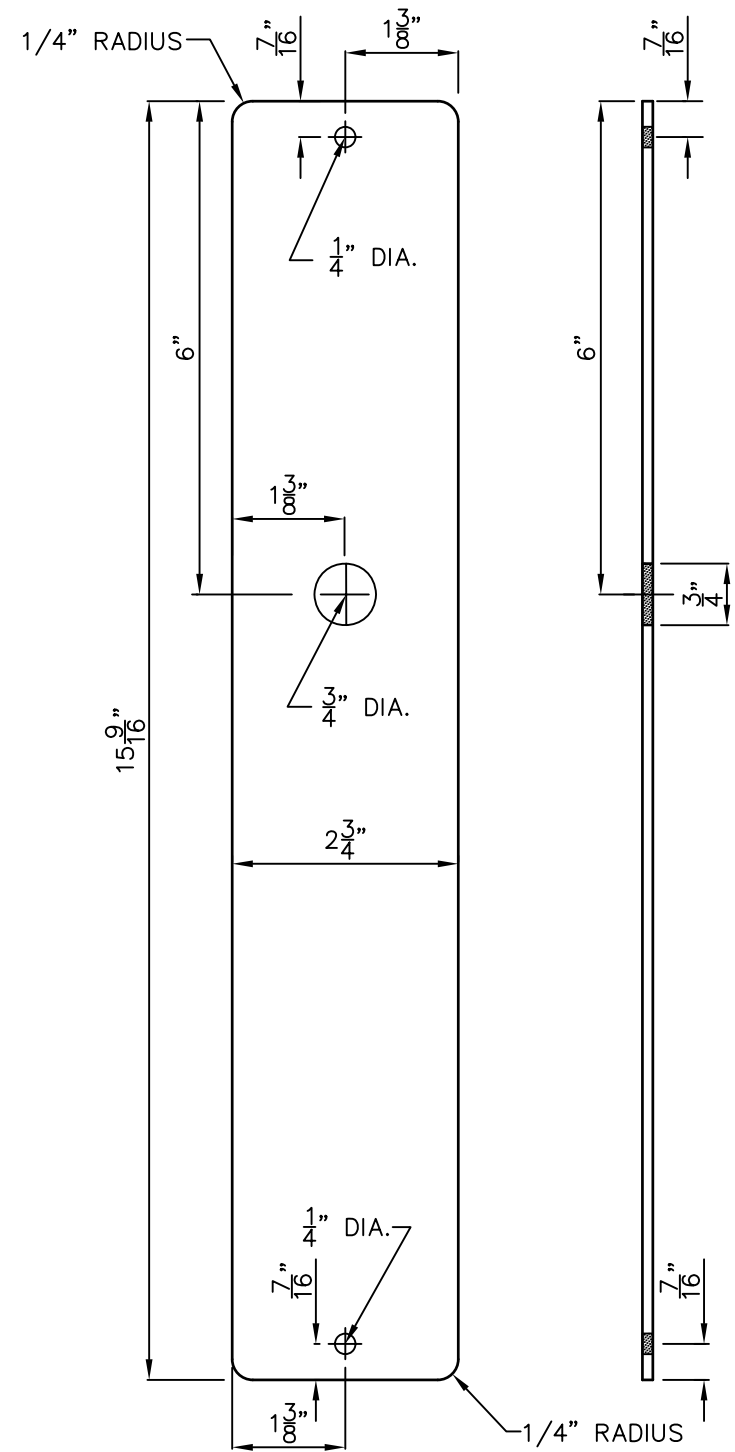 1/4” RADIUS
7/16”
1 3/8”
7/16”
1/4” DIA.
6”
6”
1 3/8”
3/4
3/4” DIA.
15 9/16”
2 3/4”
1/4” DIA.
7/16”
7/16”
1 3/8”
1/4” RADIUS